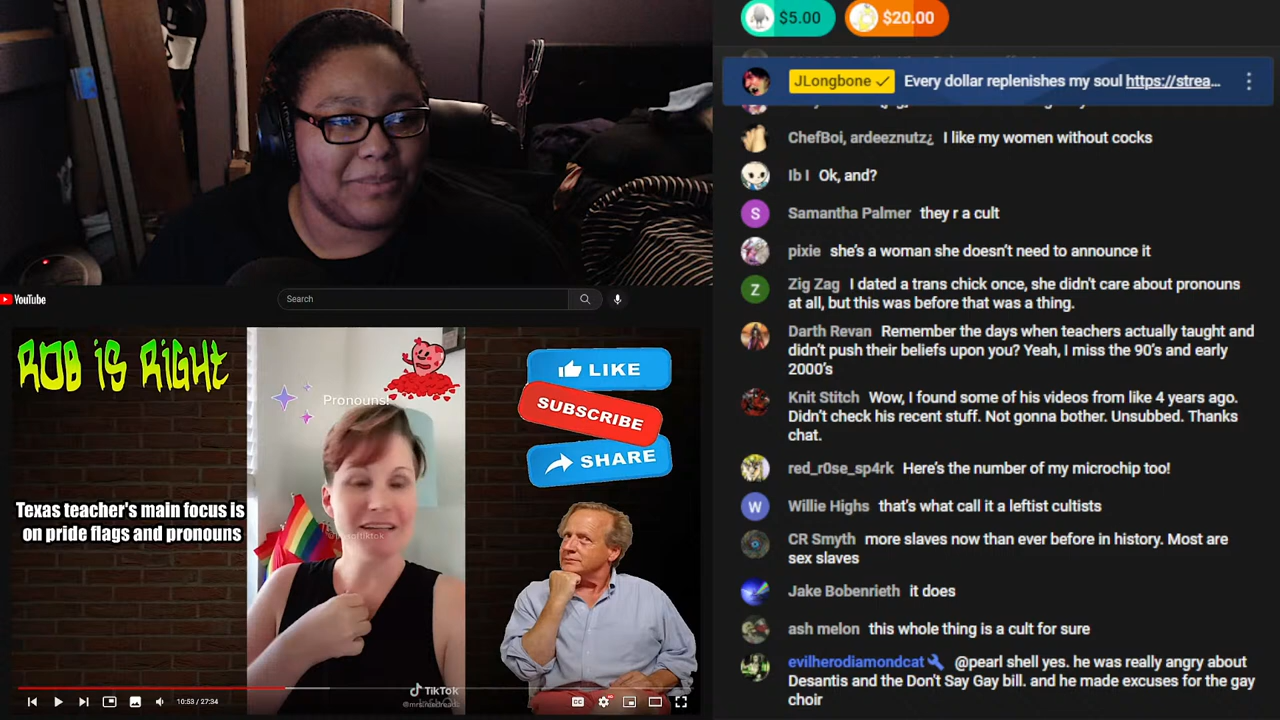 $5.00
$20.00
JLongbone ✓ Every dollar replenishes my soul https://strea...
ChefBoi, ardeeznutz¿ I like my women without cocks
Ib I Ok, and?
S Samantha Palmer they r a cult
pixie she's a woman she doesn't need to announce it
Z Zig Zag I dated a trans chick once, she didn't care about pronouns
at all, but this was before that was a thing.
Darth Revan Remember the days when teachers actually taught and
didn't push their beliefs upon you? Yeah, I miss the 90's and early
2000's
Knit Stitch Wow, I found some of his videos from like 4 years ago.
Didn't check his recent stuff. Not gonna bother. Unsubbed. Thanks
chat.
red_r0se_sp4rk Here's the number of my microchip too!
W Willie Highs that's what call it a leftist cultists
CR Smyth more slaves now than ever before in history. Most are
sex slaves
Jake Bobenrieth it does
ash melon this whole thing is a cult for sure
evilherodiamondcat @pearl shell yes. he was really angry about
Desantis and the Don't Say Gay bill. and he made excuses for the gay
choir
YouTube
Search
ROB IS RIGHT
Texas teacher's main focus is
on pride flags and pronouns
Pronouns!
LIKE
SUBSCRIBE
SHARE
TikTok
10:53 / 27:34
CC